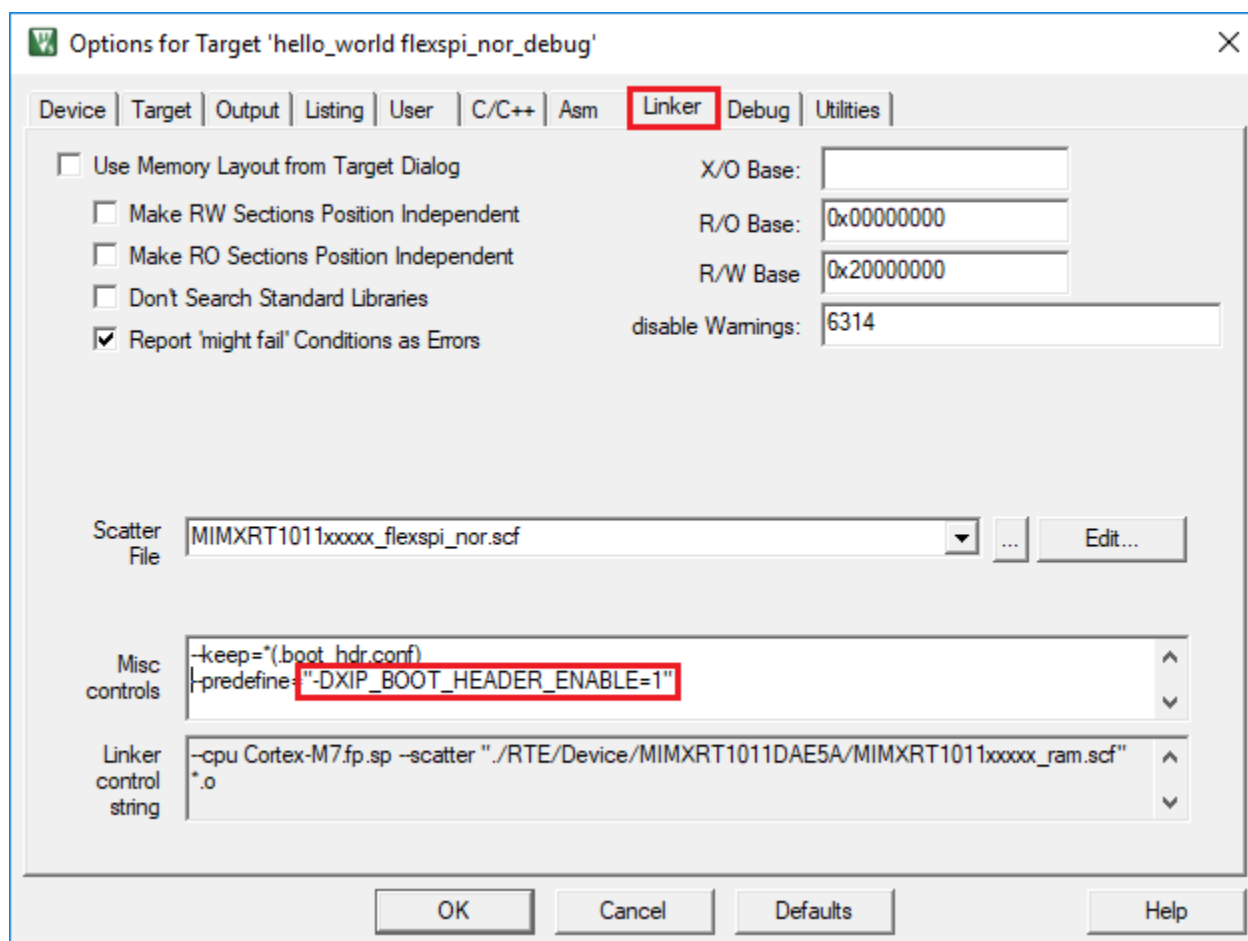 Options for Target 'hello_world flexspi_nor_debug'
Device Target Output Listing User C/C++ Asm Linker Debug Utilities
Use Memory Layout from Target Dialog
Make RW Sections Position Independent
Make RO Sections Position Independent
Don't Search Standard Libraries
Report 'might fail' Conditions as Errors
X/O Base:
R/O Base: 0x00000000
R/W Base 0x20000000
disable Warnings: 6314
Scatter
File
MIMXRT1011xxxxx_flexspi_nor.scf
...
Edit...
Misc
controls
--keep=*(.boot_hdr.conf)
--predefine="-DXIP_BOOT_HEADER_ENABLE=1"
Linker
control
string
--cpu Cortex-M7.fp.sp --scatter "./RTE/Device/MIMXRT1011DAE5A/MIMXRT1011xxxxx_ram.scf"
*.o
OK Cancel Defaults Help